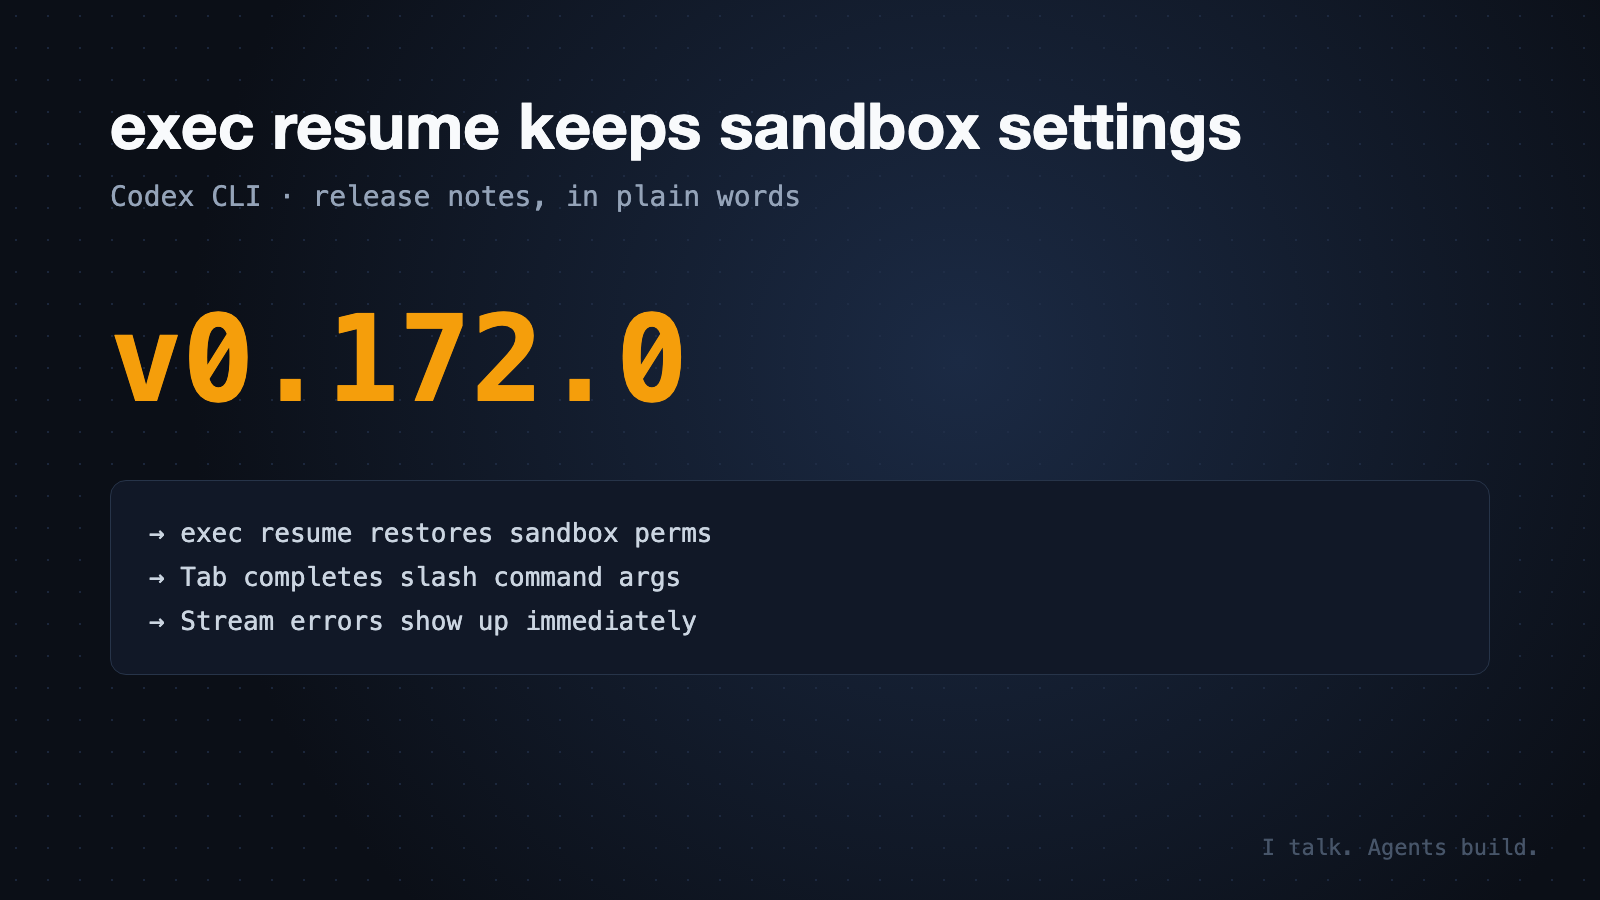 exec resume keeps sandbox settings
Codex CLI · release notes, in plain words
v0.172.0
→ exec resume restores sandbox perms
→ Tab completes slash command args
→ Stream errors show up immediately
I talk. Agents build.